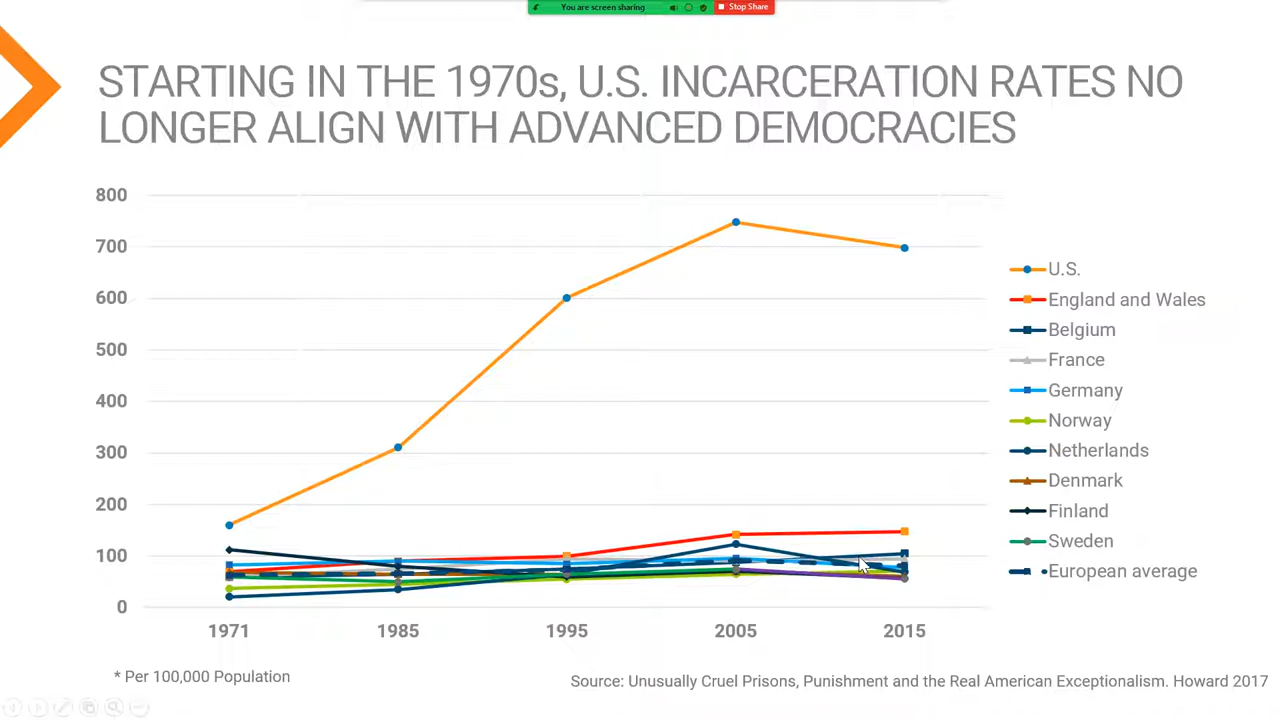 You are screen sharing
Stop Share
STARTING IN THE 1970s, U.S. INCARCERATION RATES NO
LONGER ALIGN WITH ADVANCED DEMOCRACIES
800
700
600
500
400
300
200
100
0
1971 1985 1995 2005 2015
U.S.
England and Wales
Belgium
France
Germany
Norway
Netherlands
Denmark
Finland
Sweden
European average
* Per 100,000 Population
Source: Unusually Cruel Prisons, Punishment and the Real American Exceptionalism. Howard 2017